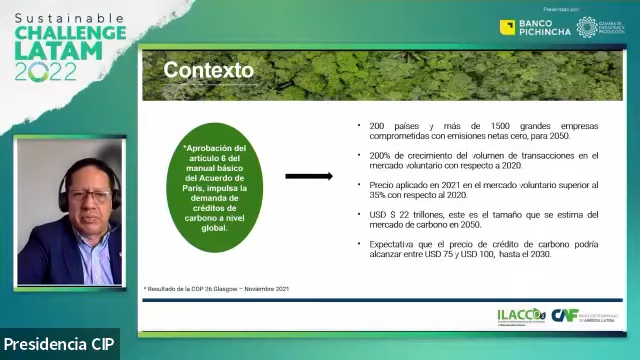 Sustainable
CHALLENGE
LATAM
2022
Presentado por:
BANCO
PICHINCHA
CÁMARA DE
INDUSTRIAS Y
PRODUCCIÓN
Contexto
*Aprobación del
artículo 6 del
manual básico
del Acuerdo de
París, impulsa la
demanda de
créditos de
carbono a nivel
global.
• 200 países y más de 1500 grandes empresas
comprometidas con emisiones netas cero, para 2050.
• 200% de crecimiento del volumen de transacciones en el
mercado voluntario con respecto a 2020.
• Precio aplicado en 2021 en el mercado voluntario superior al
35% con respecto al 2020.
• USD $ 22 trillones, este es el tamaño que se estima del
mercado de carbono en 2050.
• Expectativa que el precio de crédito de carbono podría
alcanzar entre USD 75 y USD 100, hasta el 2030.
* Resultado de la COP 26 Glasgow – Noviembre 2021
ILACC
CAF
BANCO DE DESARROLLO
DE AMÉRICA LATINA
Presidencia CIP